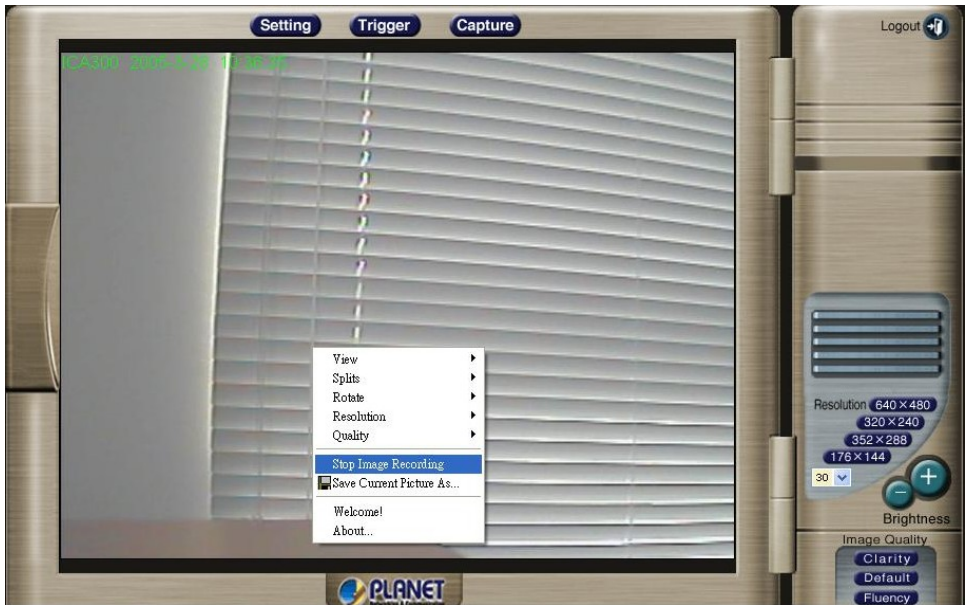 Setting Trigger Capture
Logout
ICA300
View
Splits
Rotate
Resolution
Quality
Stop Image Recording
Save Current Picture As...
Welcome!
About...
Resolution 640×480
320×240
352×288
176×144
30
Brightness
Image Quality
Clarity
Default
Fluency
PLANET